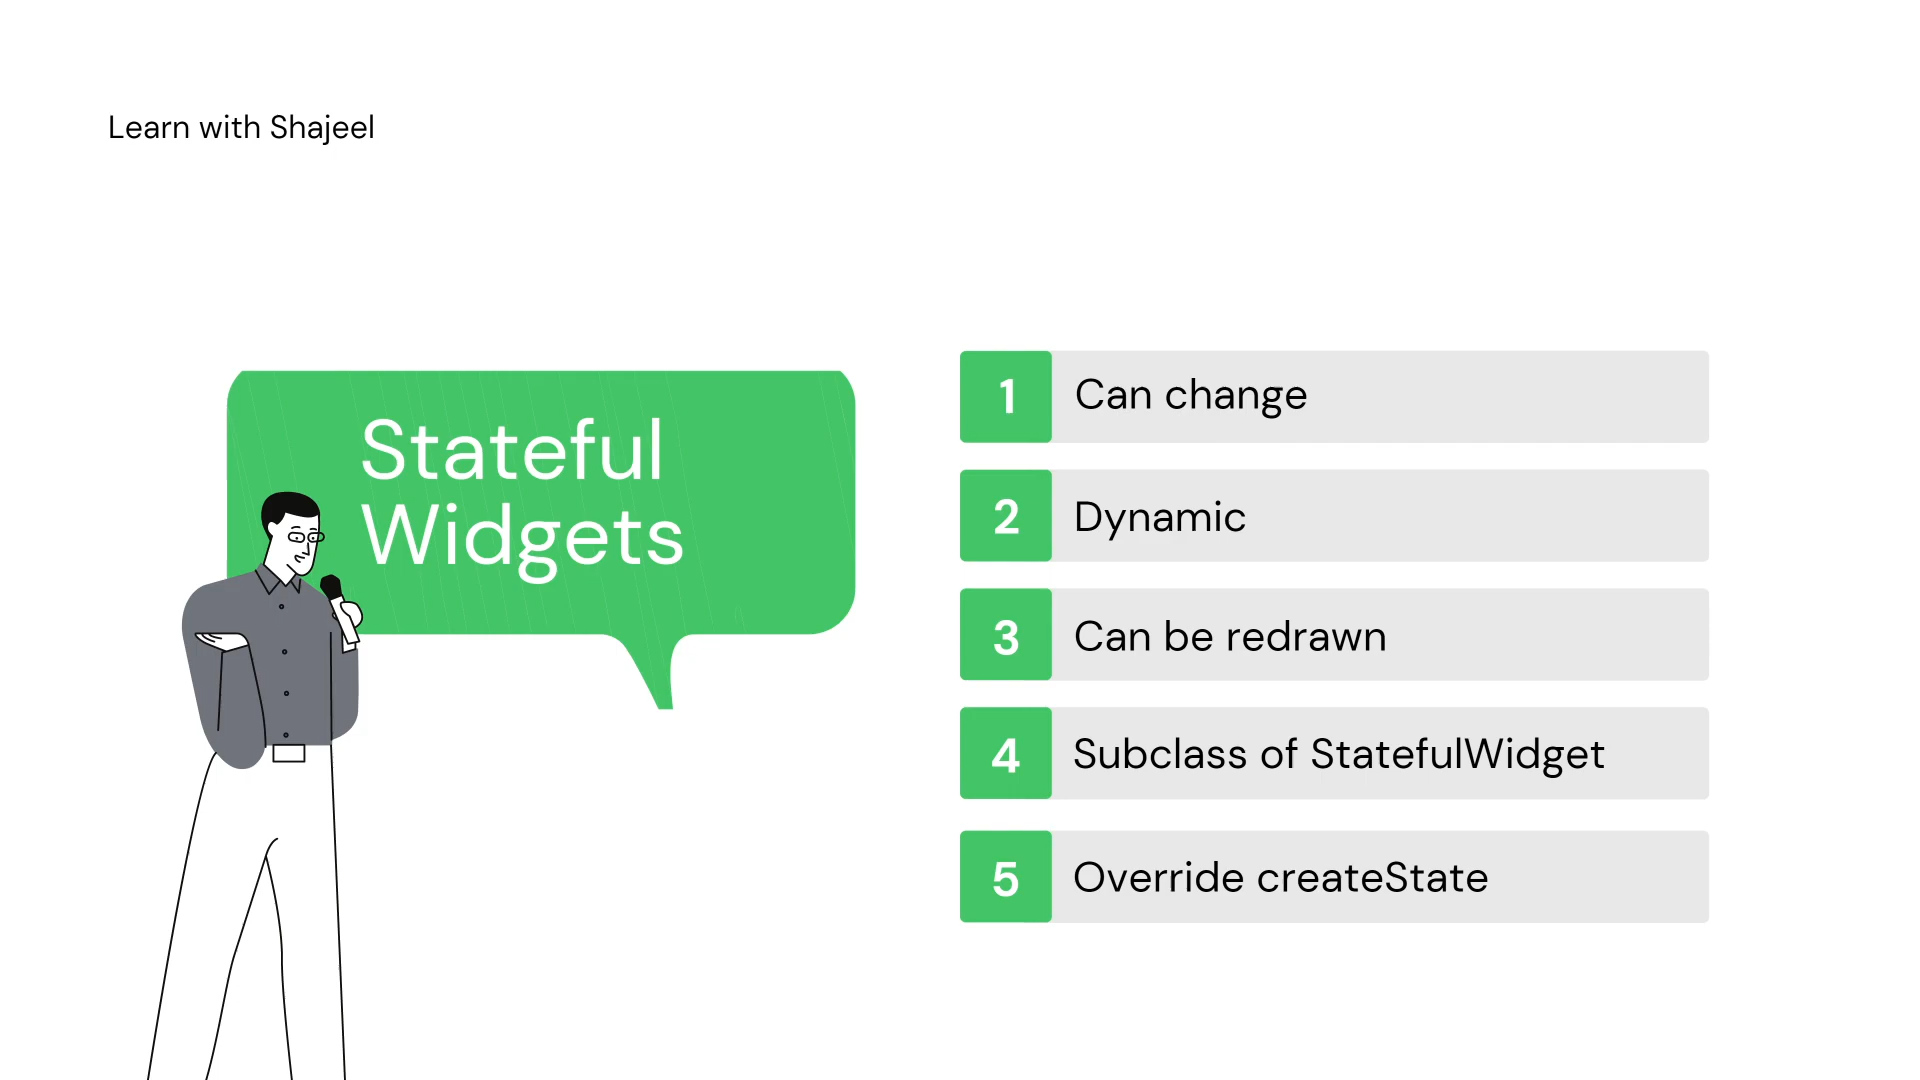 Learn with Shajeel
Stateful
Widgets
1 Can change
2 Dynamic
3 Can be redrawn
4 Subclass of StatefulWidget
5 Override createState